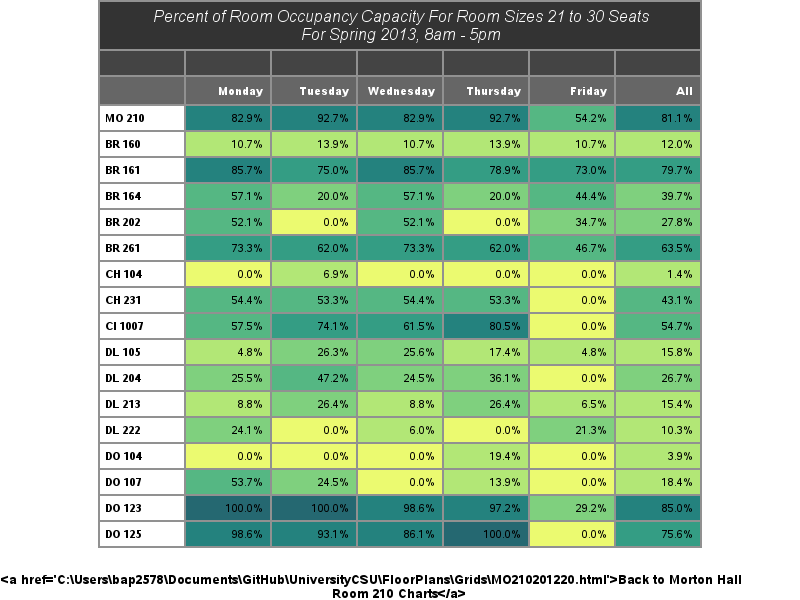 Percent of Room Occupancy Capacity For Room Sizes 21 to 30 Seats
For Spring 2013, 8am - 5pm
Monday Tuesday Wednesday Thursday Friday All
MO 210 82.9% 92.7% 82.9% 92.7% 54.2% 81.1%
BR 160 10.7% 13.9% 10.7% 13.9% 10.7% 12.0%
BR 161 85.7% 75.0% 85.7% 78.9% 73.0% 79.7%
BR 164 57.1% 20.0% 57.1% 20.0% 44.4% 39.7%
BR 202 52.1% 0.0% 52.1% 0.0% 34.7% 27.8%
BR 261 73.3% 62.0% 73.3% 62.0% 46.7% 63.5%
CH 104 0.0% 6.9% 0.0% 0.0% 0.0% 1.4%
CH 231 54.4% 53.3% 54.4% 53.3% 0.0% 43.1%
CI 1007 57.5% 74.1% 61.5% 80.5% 0.0% 54.7%
DL 105 4.8% 26.3% 25.6% 17.4% 4.8% 15.8%
DL 204 25.5% 47.2% 24.5% 36.1% 0.0% 26.7%
DL 213 8.8% 26.4% 8.8% 26.4% 6.5% 15.4%
DL 222 24.1% 0.0% 6.0% 0.0% 21.3% 10.3%
DO 104 0.0% 0.0% 0.0% 19.4% 0.0% 3.9%
DO 107 53.7% 24.5% 0.0% 13.9% 0.0% 18.4%
DO 123 100.0% 100.0% 98.6% 97.2% 29.2% 85.0%
DO 125 98.6% 93.1% 86.1% 100.0% 0.0% 75.6%
<a href='C:\Users\bap2578\Documents\GitHub\UniversityCSU\FloorPlans\Grids\MO210201220.html'>Back to Morton Hall
Room 210 Charts</a>